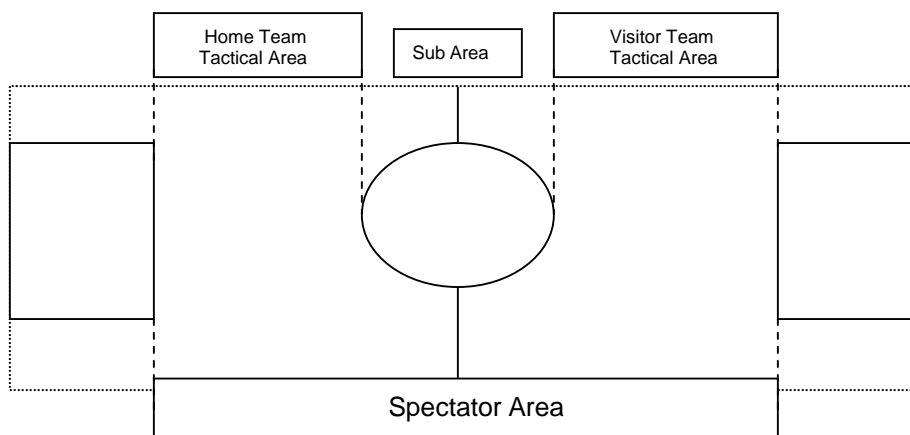 Home Team
Tactical Area
Sub Area
Visitor Team
Tactical Area
Spectator Area